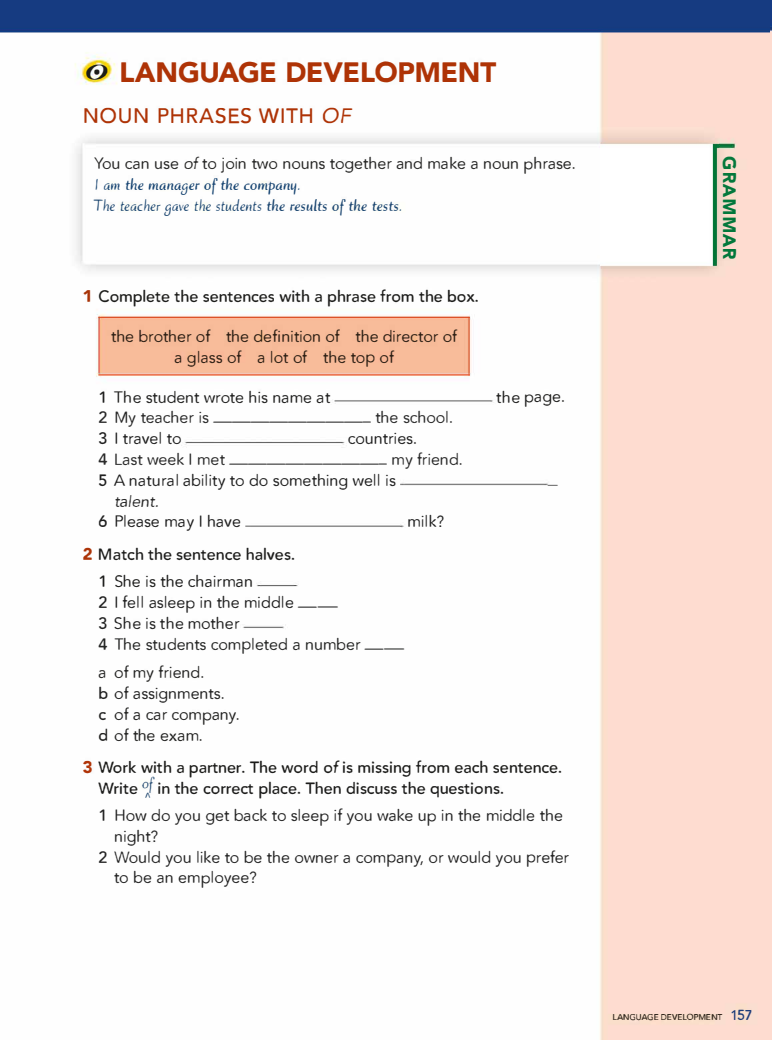 LANGUAGE DEVELOPMENT
NOUN PHRASES WITH OF
You can use of to join two nouns together and make a noun phrase.
I am the manager of the company.
The teacher gave the students the results of the tests.
GRAMMAR
1 Complete the sentences with a phrase from the box.
the brother of the definition of the director of
a glass of a lot of the top of
1 The student wrote his name at ____________________ the page.
2 My teacher is ____________________ the school.
3 I travel to ____________________ countries.
4 Last week I met ____________________ my friend.
5 A natural ability to do something well is ____________________
talent.
6 Please may I have ____________________ milk?
2 Match the sentence halves.
1 She is the chairman _____
2 I fell asleep in the middle _____
3 She is the mother _____
4 The students completed a number _____
a of my friend.
b of assignments.
c of a car company.
d of the exam.
3 Work with a partner. The word of is missing from each sentence.
Write of in the correct place. Then discuss the questions.
1 How do you get back to sleep if you wake up in the middle the
night?
2 Would you like to be the owner a company, or would you prefer
to be an employee?
LANGUAGE DEVELOPMENT 157